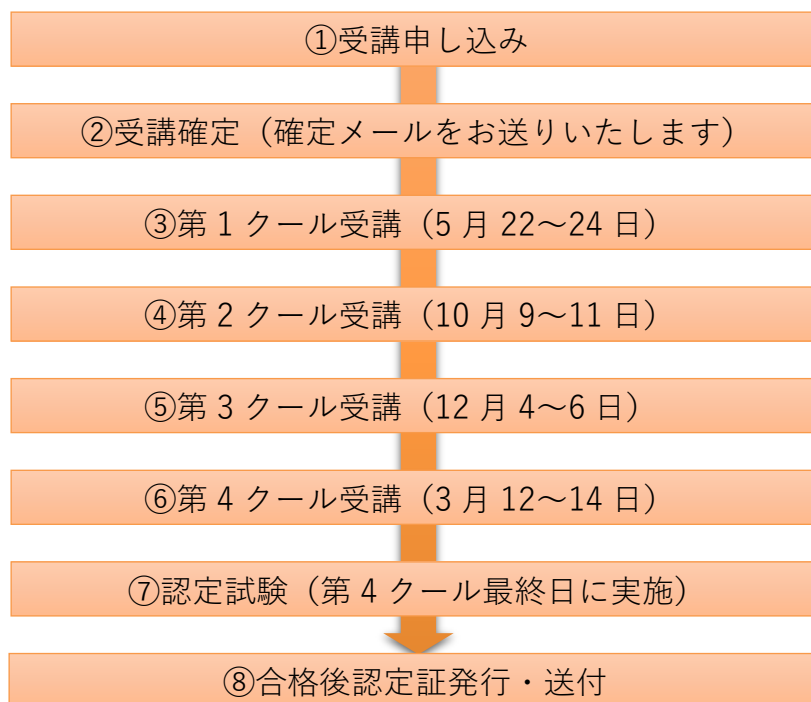 ①受講申し込み
②受講確定（確定メールをお送りいたします）
③第 1 クール受講（5 月 22～24 日）
④第 2 クール受講（10 月 9～11 日）
⑤第 3 クール受講（12 月 4～6 日）
⑥第 4 クール受講（3 月 12～14 日）
⑦認定試験（第 4 クール最終日に実施）
⑧合格後認定証発行・送付